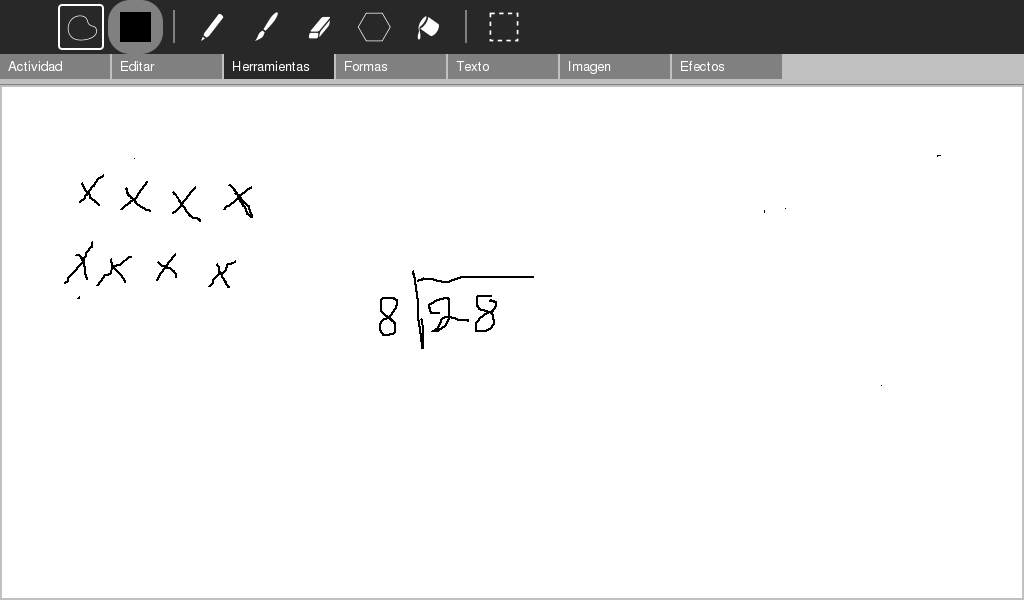 Actividad Editar Herramientas Formas Texto Imagen Efectos
x x x x
x x x x
8 28